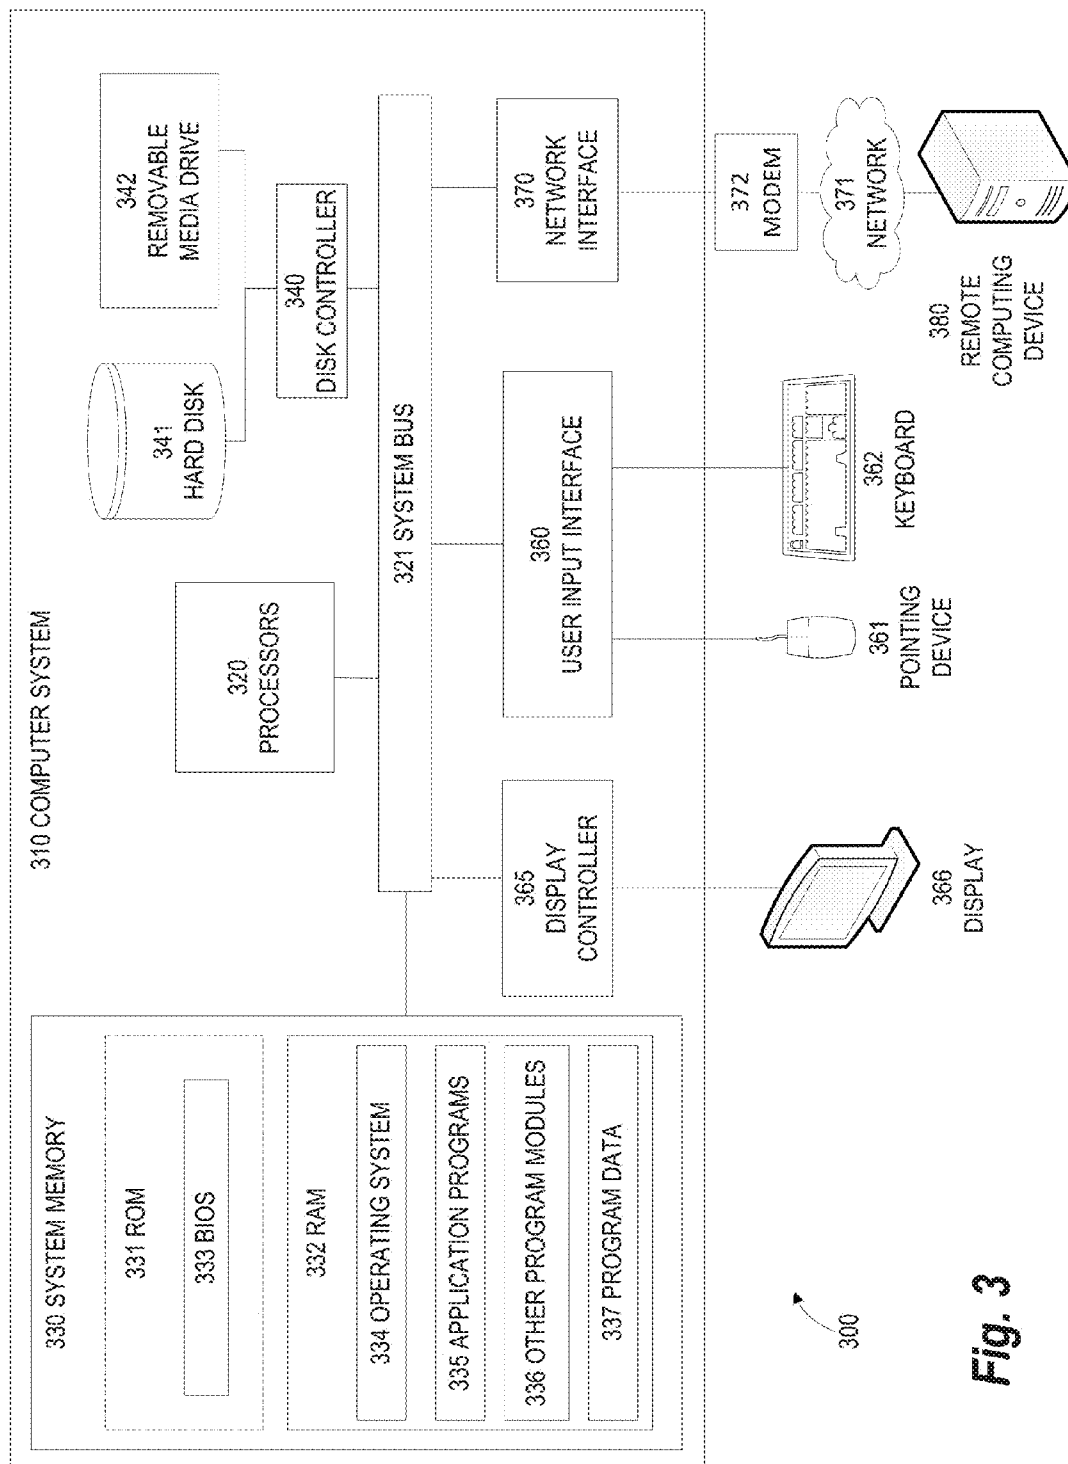 310 COMPUTER SYSTEM
330 SYSTEM MEMORY
331 ROM
333 BIOS
332 RAM
334 OPERATING SYSTEM
335 APPLICATION PROGRAMS
336 OTHER PROGRAM MODULES
337 PROGRAM DATA
320
PROCESSORS
341
HARD DISK
342
REMOVABLE
MEDIA DRIVE
340
DISK CONTROLLER
321 SYSTEM BUS
365
DISPLAY
CONTROLLER
360
USER INPUT INTERFACE
370
NETWORK
INTERFACE
372
MODEM
371
NETWORK
366
DISPLAY
361
POINTING
DEVICE
362
KEYBOARD
380
REMOTE
COMPUTING
DEVICE
300
Fig. 3